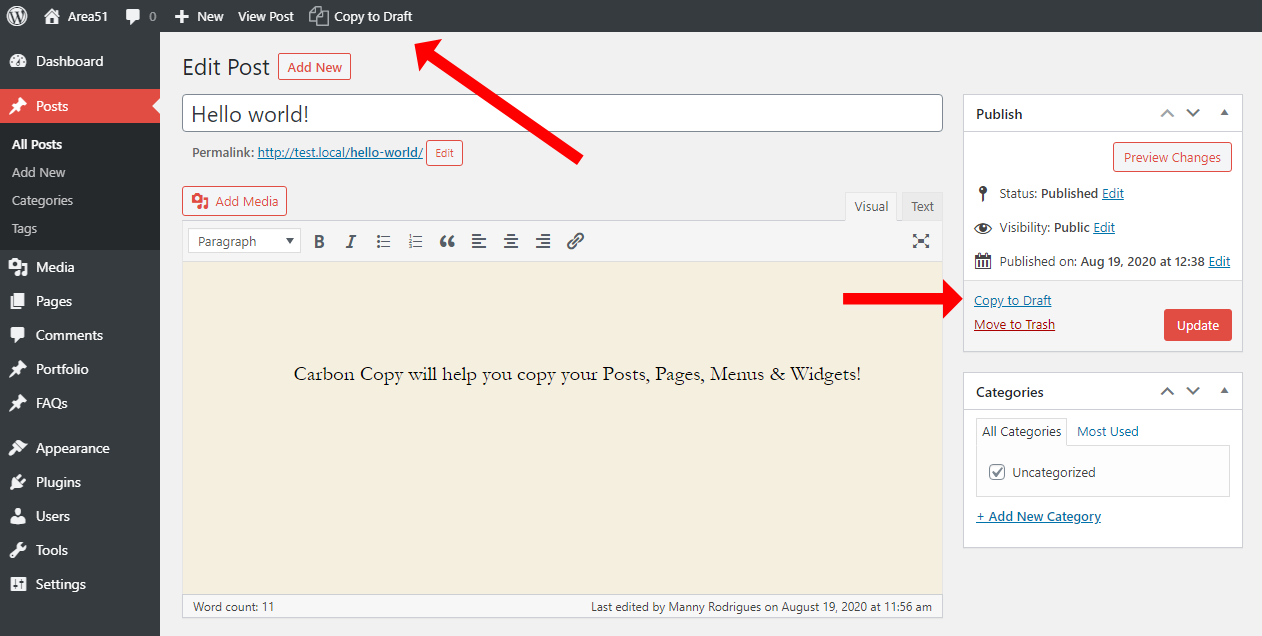 Area51 0 New View Post Copy to Draft
Dashboard
Posts
All Posts
Add New
Categories
Tags
Media
Pages
Comments
Portfolio
FAQs
Appearance
Plugins
Users
Tools
Settings
Edit Post Add New
Hello world!
Permalink: http://test.local/hello-world/ Edit
Add Media
Visual Text
Paragraph B I
Carbon Copy will help you copy your Posts, Pages, Menus & Widgets!
Word count: 11 Last edited by Manny Rodrigues on August 19, 2020 at 11:56 am
Publish
Preview Changes
Status: Published Edit
Visibility: Public Edit
Published on: Aug 19, 2020 at 12:38 Edit
Copy to Draft
Move to Trash Update
Categories
All Categories Most Used
Uncategorized
+ Add New Category